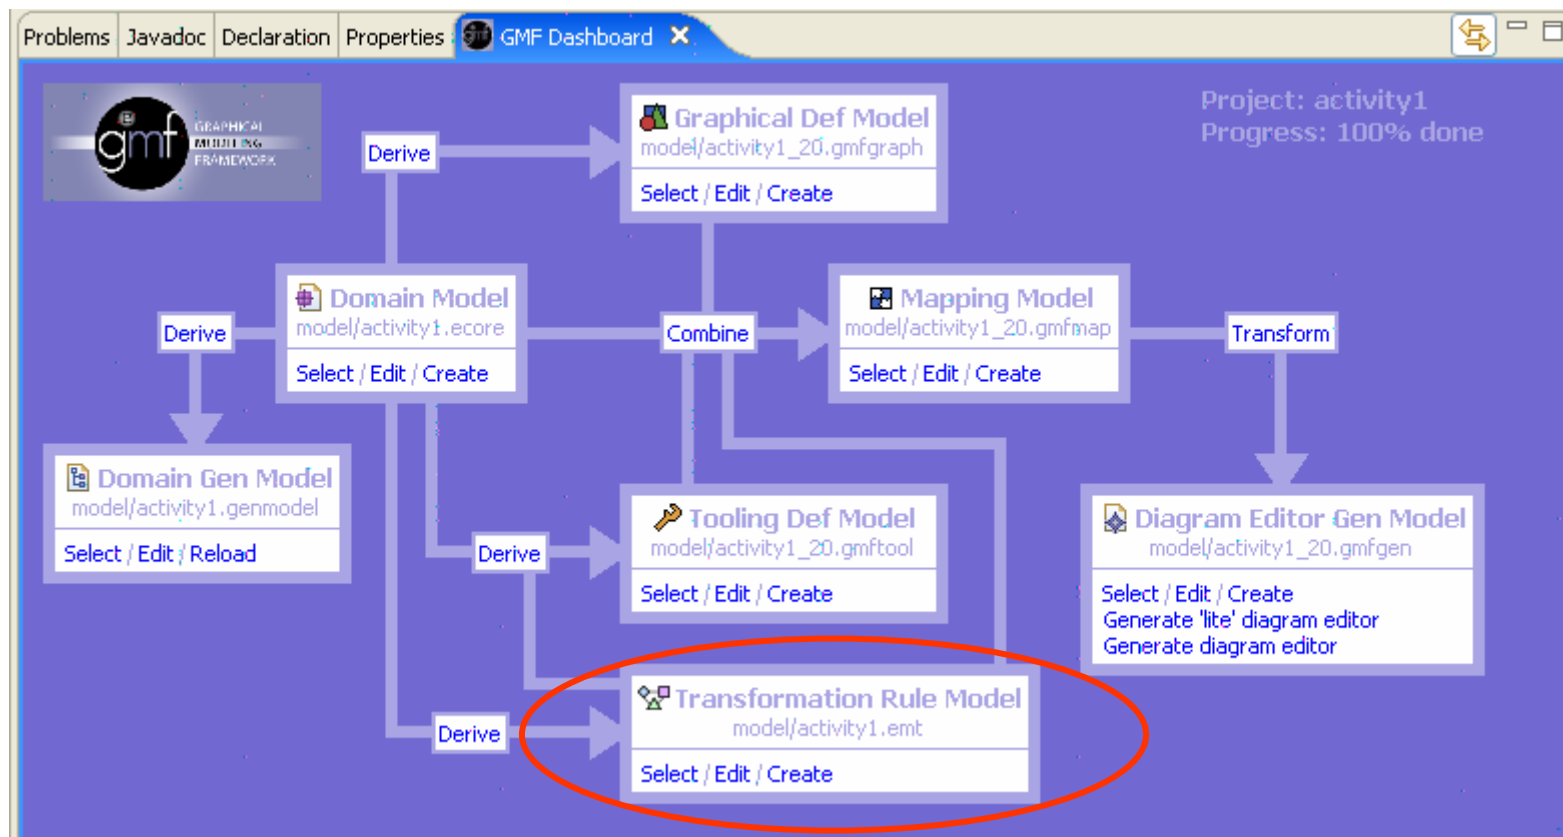 Problems Javadoc Declaration Properties GMF Dashboard
gmf
GRAPHICAL
MODELING
FRAMEWORK
Project: activity1
Progress: 100% done
Derive
Graphical Def Model
model/activity1_20.gmfgraph
Select / Edit / Create
Derive
Domain Model
model/activity1.ecore
Select / Edit / Create
Combine
Mapping Model
model/activity1_20.gmfmap
Select / Edit / Create
Transform
Domain Gen Model
model/activity1.genmodel
Select / Edit / Reload
Derive
Tooling Def Model
model/activity1_20.gmftool
Select / Edit / Create
Diagram Editor Gen Model
model/activity1_20.gmfgen
Select / Edit / Create
Generate 'lite' diagram editor
Generate diagram editor
Derive
Transformation Rule Model
model/activity1.emt
Select / Edit / Create